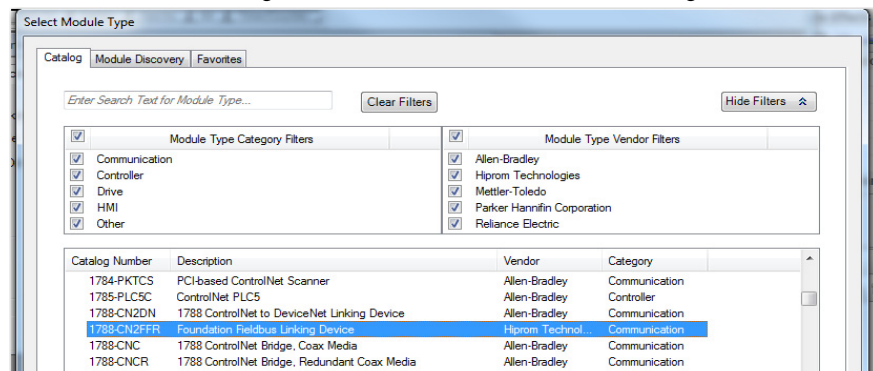 Select Module Type
Catalog Module Discovery Favorites
Enter Search Text for Module Type... Clear Filters Hide Filters
Module Type Category Filters Module Type Vendor Filters
Communication Allen-Bradley
Controller Hiprom Technologies
Drive Mettler-Toledo
HMI Parker Hannifin Corporation
Other Reliance Electric
Catalog Number Description Vendor Category
1784-PKTCS PCI-based ControlNet Scanner Allen-Bradley Communication
1785-PLC5C ControlNet PLC5 Allen-Bradley Controller
1788-CN2DN 1788 ControlNet to DeviceNet Linking Device Allen-Bradley Communication
1788-CN2FFR Foundation Fieldbus Linking Device Hiprom Technol... Communication
1788-CNC 1788 ControlNet Bridge, Coax Media Allen-Bradley Communication
1788-CNCR 1788 ControlNet Bridge, Redundant Coax Media Allen-Bradley Communication